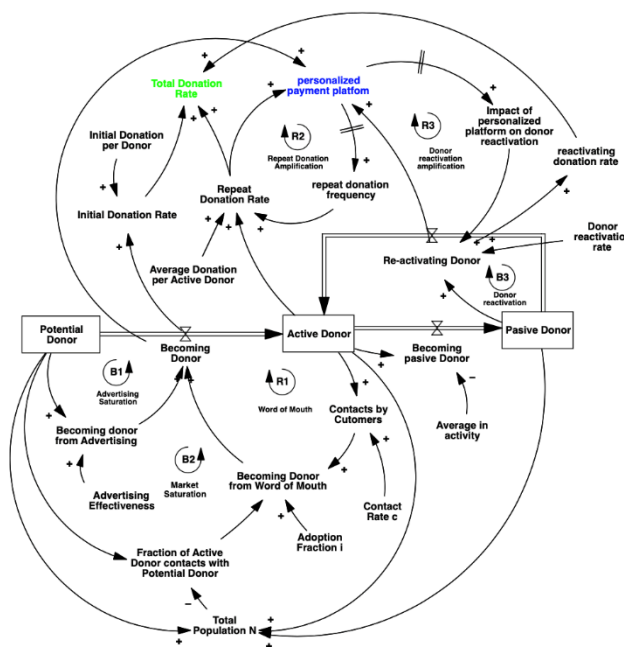 Total Donation
Rate
personalized
payment platfom
Initial Donation
per Donor
R2
Repeat Donation
Amplification
R3
Donor
reactivation
amplification
Impact of
personalized
platform on donor
reactivation
reactivating
donation rate
Initial Donation Rate
Repeat
Donation Rate
repeat donation
frequency
Donor
reactivation
rate
Average Donation
per Active Donor
Re-activating Donor
B3
Donor
reactivation
Potential
Donor
Becoming
Donor
Active Donor
Becoming
pasive Donor
Pasive Donor
B1
Advertising
Saturation
R1
Word of Mouth
Contacts by
Cutomers
Average in
activity
Becoming donor
from Advertising
B2
Market
Saturation
Becoming Donor
from Word of Mouth
Advertising
Effectiveness
Contact
Rate c
Adoption
Fraction i
Fraction of Active
Donor contacts with
Potential Donor
Total
Population N